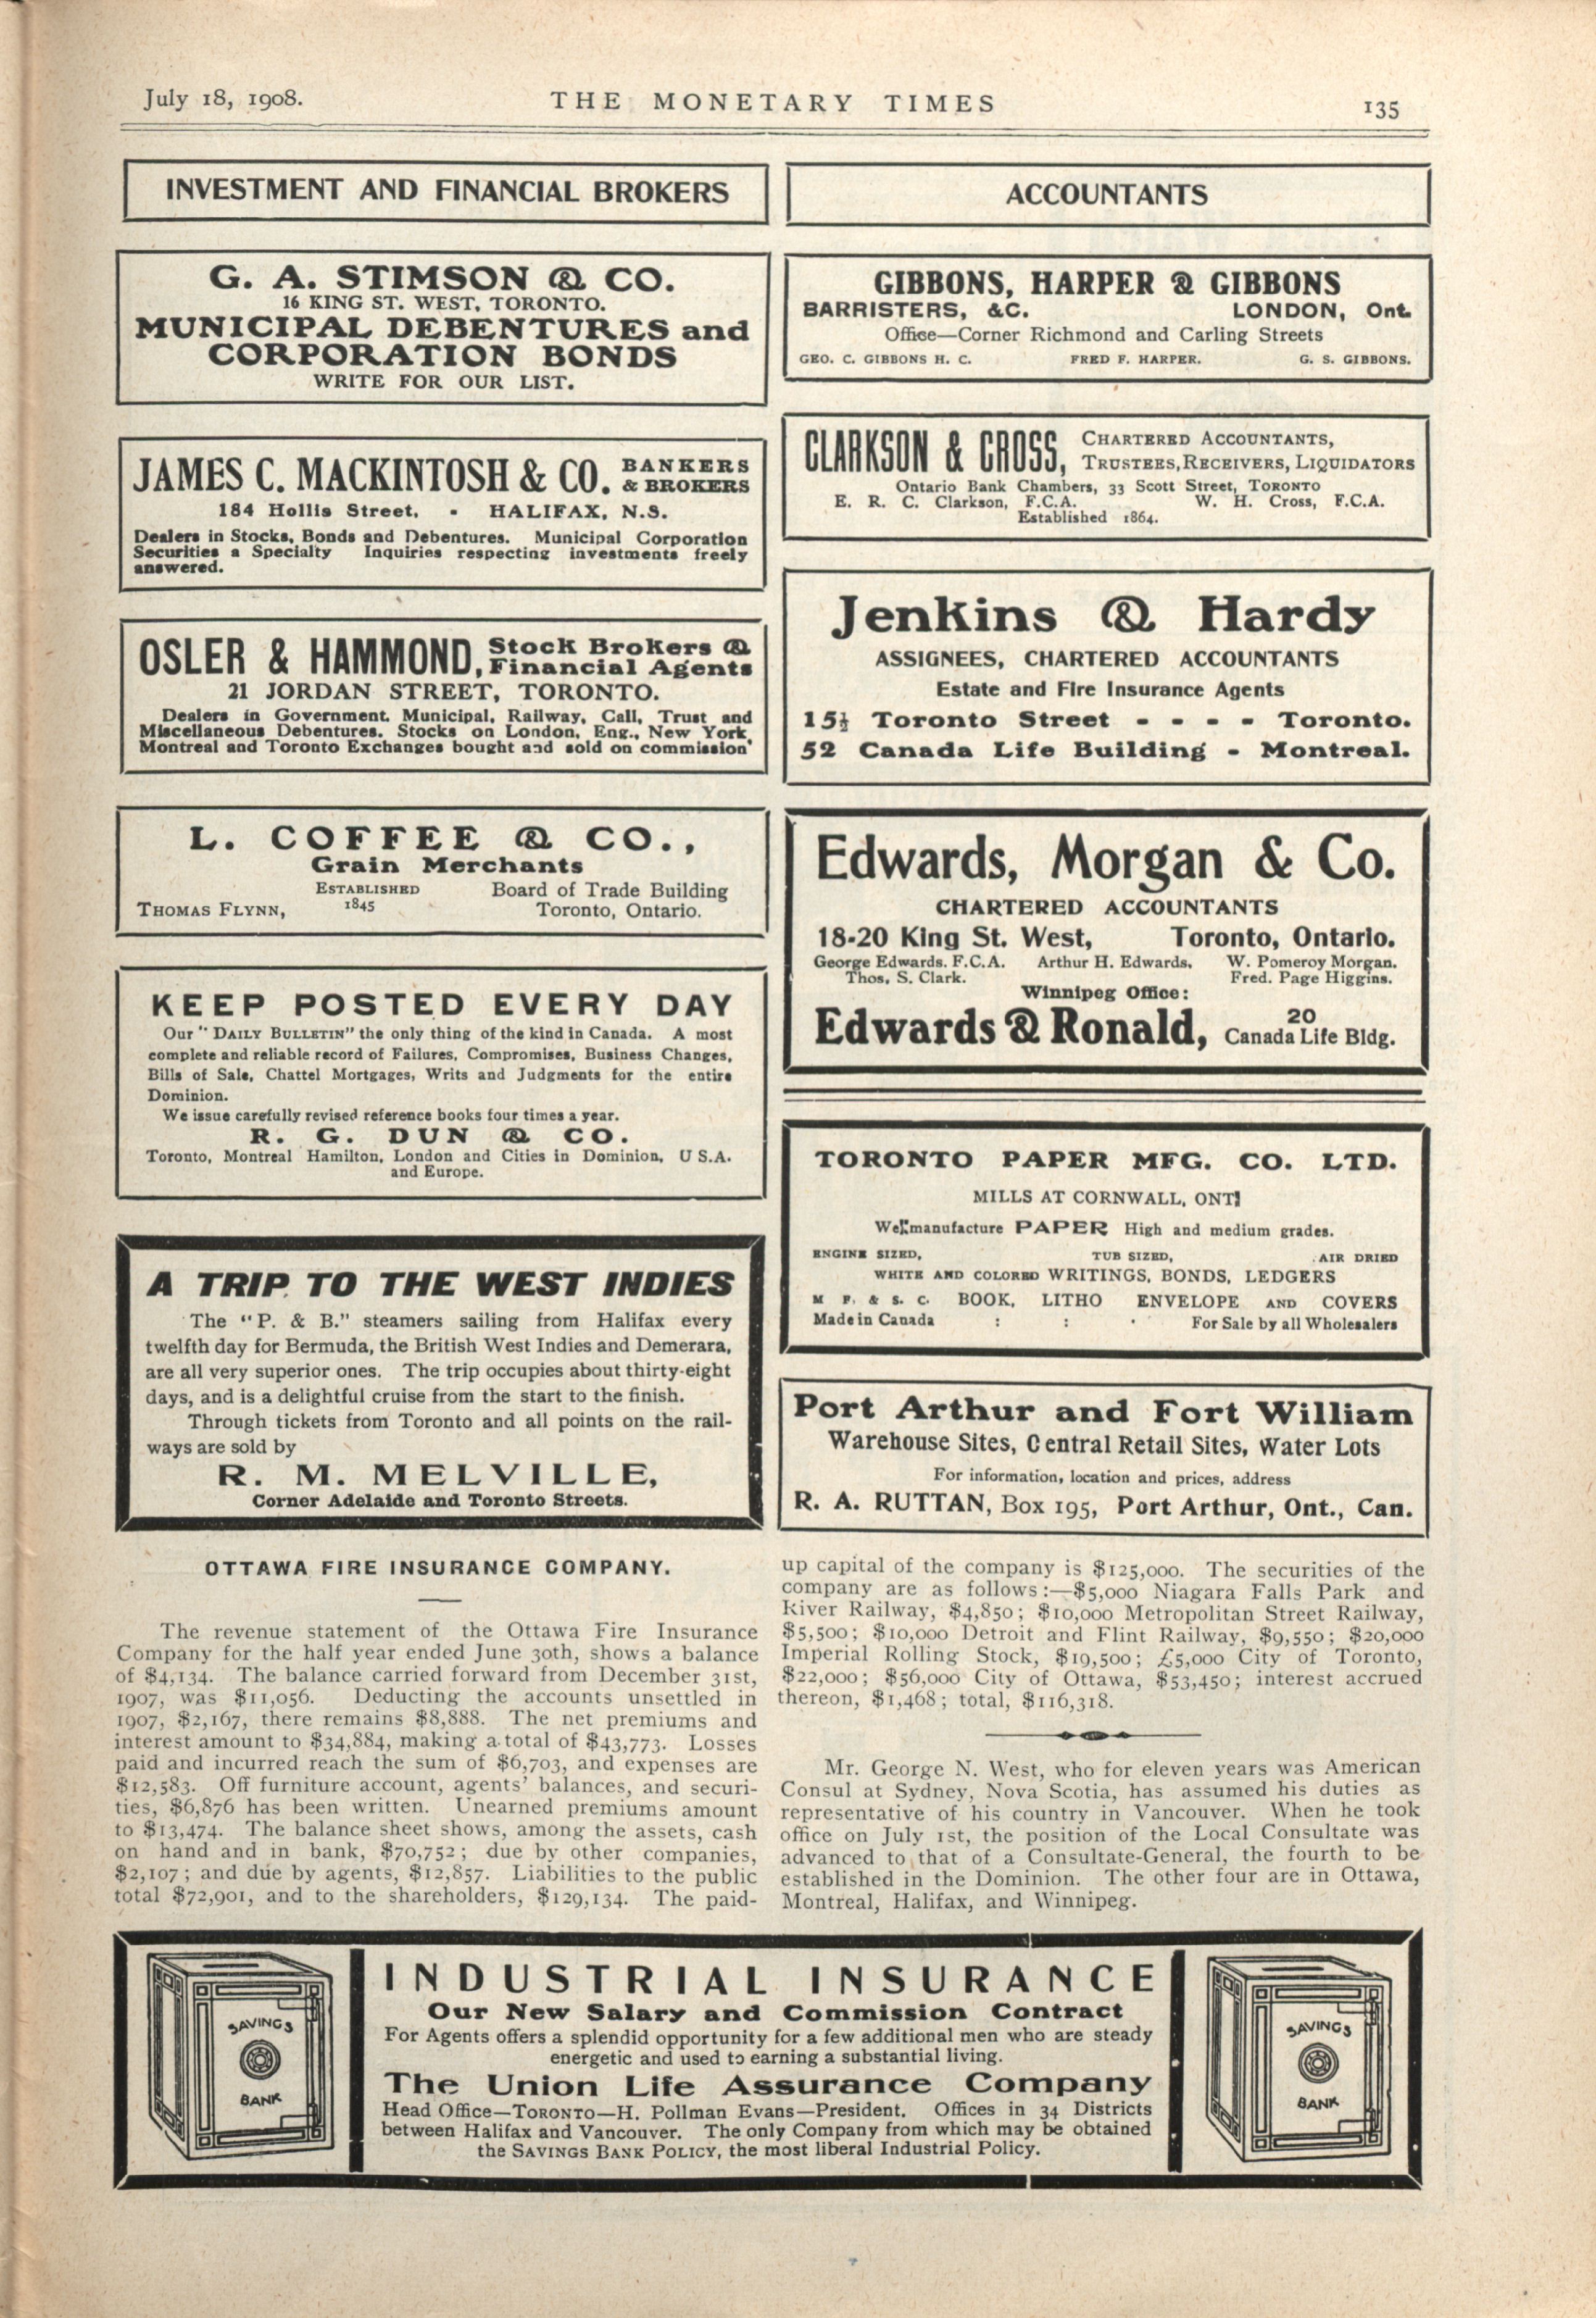 July 18, 1908.
THE MONETARY TIMES
135
INVESTMENT AND FINANCIAL BROKERS
G. A. STIMSON & CO.
16 KING ST. WEST, TORONTO.
MUNICIPAL DEBENTURES and
CORPORATION BONDS
WRITE FOR OUR LIST.
JAMES C. MACKINTOSH & CO. BANKERS & BROKERS
184 Hollis Street, - HALIFAX, N.S.
Dealers in Stocks, Bonds and Debentures. Municipal Corporation
Securities a Specialty Inquiries respecting investments freely
answered.
OSLER & HAMMOND, Stock Brokers & Financial Agents
21 JORDAN STREET, TORONTO.
Dealers in Government, Municipal, Railway, Call, Trust and
Miscellaneous Debentures. Stocks on London, Eng., New York,
Montreal and Toronto Exchanges bought and sold on commission'
L. COFFEE & CO.,
Grain Merchants
ESTABLISHED Board of Trade Building
THOMAS FLYNN, 1845 Toronto, Ontario.
KEEP POSTED EVERY DAY
Our "DAILY BULLETIN" the only thing of the kind in Canada. A most
complete and reliable record of Failures, Compromises, Business Changes,
Bills of Sale, Chattel Mortgages, Writs and Judgments for the entire
Dominion.
We issue carefully revised reference books four times a year.
R. G. DUN & CO.
Toronto, Montreal Hamilton, London and Cities in Dominion, U S.A.
and Europe.
A TRIP TO THE WEST INDIES
The "P. & B." steamers sailing from Halifax every
twelfth day for Bermuda, the British West Indies and Demerara,
are all very superior ones. The trip occupies about thirty-eight
days, and is a delightful cruise from the start to the finish.
Through tickets from Toronto and all points on the rail-
ways are sold by
R. M. MELVILLE,
Corner Adelaide and Toronto Streets.
ACCOUNTANTS
GIBBONS, HARPER & GIBBONS
BARRISTERS, &C. LONDON, Ont.
Office—Corner Richmond and Carling Streets
GEO. C. GIBBONS H. C. FRED F. HARPER. G. S. GIBBONS.
CLARKSON & CROSS, CHARTERED ACCOUNTANTS,
TRUSTEES, RECEIVERS, LIQUIDATORS
Ontario Bank Chambers, 33 Scott Street, TORONTO
E. R. C. Clarkson, F.C.A. W. H. Cross, F.C.A.
Established 1864.
Jenkins & Hardy
ASSIGNEES, CHARTERED ACCOUNTANTS
Estate and Fire Insurance Agents
15½ Toronto Street - - - - Toronto.
52 Canada Life Building - Montreal.
Edwards, Morgan & Co.
CHARTERED ACCOUNTANTS
18-20 King St. West, Toronto, Ontario.
George Edwards. F.C.A. Arthur H. Edwards. W. Pomeroy Morgan.
Thos. S. Clark. Fred. Page Higgins.
Winnipeg Office:
Edwards & Ronald, 20 Canada Life Bldg.
TORONTO PAPER MFG. CO. LTD.
MILLS AT CORNWALL, ONT
We manufacture PAPER High and medium grades.
ENGINE SIZED, TUB SIZED, AIR DRIED
WHITE AND COLORED WRITINGS, BONDS, LEDGERS
M F. & S. C. BOOK, LITHO ENVELOPE AND COVERS
Made in Canada : : For Sale by all Wholesalers
Port Arthur and Fort William
Warehouse Sites, Central Retail Sites, Water Lots
For information, location and prices, address
R. A. RUTTAN, Box 195, Port Arthur, Ont., Can.
OTTAWA FIRE INSURANCE COMPANY.
The revenue statement of the Ottawa Fire Insurance
Company for the half year ended June 30th, shows a balance
of $4,134. The balance carried forward from December 31st,
1907, was $11,056. Deducting the accounts unsettled in
1907, $2,167, there remains $8,888. The net premiums and
interest amount to $34,884, making a total of $43,773. Losses
paid and incurred reach the sum of $6,703, and expenses are
$12,583. Off furniture account, agents' balances, and securi-
ties, $6,876 has been written. Unearned premiums amount
to $13,474. The balance sheet shows, among the assets, cash
on hand and in bank, $70,752; due by other companies,
$2,107; and due by agents, $12,857. Liabilities to the public
total $72,901, and to the shareholders, $129,134. The paid-
up capital of the company is $125,000. The securities of the
company are as follows:—$5,000 Niagara Falls Park and
River Railway, $4,850; $10,000 Metropolitan Street Railway,
$5,500; $10,000 Detroit and Flint Railway, $9,550; $20,000
Imperial Rolling Stock, $19,500; £5,000 City of Toronto,
$22,000; $56,000 City of Ottawa, $53,450; interest accrued
thereon, $1,468; total, $116,318.
Mr. George N. West, who for eleven years was American
Consul at Sydney, Nova Scotia, has assumed his duties as
representative of his country in Vancouver. When he took
office on July 1st, the position of the Local Consultate was
advanced to that of a Consultate-General, the fourth to be
established in the Dominion. The other four are in Ottawa,
Montreal, Halifax, and Winnipeg.
SAVINGS
BANK
INDUSTRIAL INSURANCE
Our New Salary and Commission Contract
For Agents offers a splendid opportunity for a few additional men who are steady
energetic and used to earning a substantial living.
The Union Life Assurance Company
Head Office—TORONTO—H. Pollman Evans—President. Offices in 34 Districts
between Halifax and Vancouver. The only Company from which may be obtained
the SAVINGS BANK POLICY, the most liberal Industrial Policy.
SAVINGS
BANK